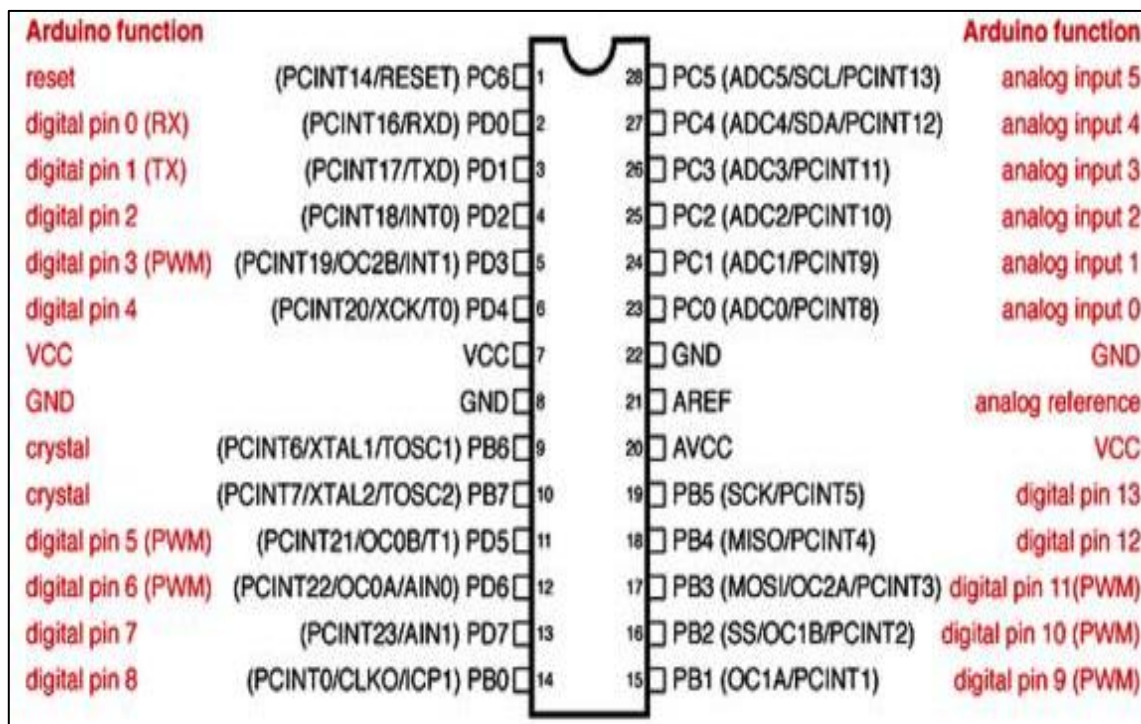 Arduino function Arduino function
reset (PCINT14/RESET) PC6 1 28 PC5 (ADC5/SCL/PCINT13) analog input 5
digital pin 0 (RX) (PCINT16/RXD) PD0 2 27 PC4 (ADC4/SDA/PCINT12) analog input 4
digital pin 1 (TX) (PCINT17/TXD) PD1 3 26 PC3 (ADC3/PCINT11) analog input 3
digital pin 2 (PCINT18/INT0) PD2 4 25 PC2 (ADC2/PCINT10) analog input 2
digital pin 3 (PWM) (PCINT19/OC2B/INT1) PD3 5 24 PC1 (ADC1/PCINT9) analog input 1
digital pin 4 (PCINT20/XCK/T0) PD4 6 23 PC0 (ADC0/PCINT8) analog input 0
VCC VCC 7 22 GND GND
GND GND 8 21 AREF analog reference
crystal (PCINT6/XTAL1/TOSC1) PB6 9 20 AVCC VCC
crystal (PCINT7/XTAL2/TOSC2) PB7 10 19 PB5 (SCK/PCINT5) digital pin 13
digital pin 5 (PWM) (PCINT21/OC0B/T1) PD5 11 18 PB4 (MISO/PCINT4) digital pin 12
digital pin 6 (PWM) (PCINT22/OC0A/AIN0) PD6 12 17 PB3 (MOSI/OC2A/PCINT3) digital pin 11(PWM)
digital pin 7 (PCINT23/AIN1) PD7 13 16 PB2 (SS/OC1B/PCINT2) digital pin 10 (PWM)
digital pin 8 (PCINT0/CLKO/ICP1) PB0 14 15 PB1 (OC1A/PCINT1) digital pin 9 (PWM)